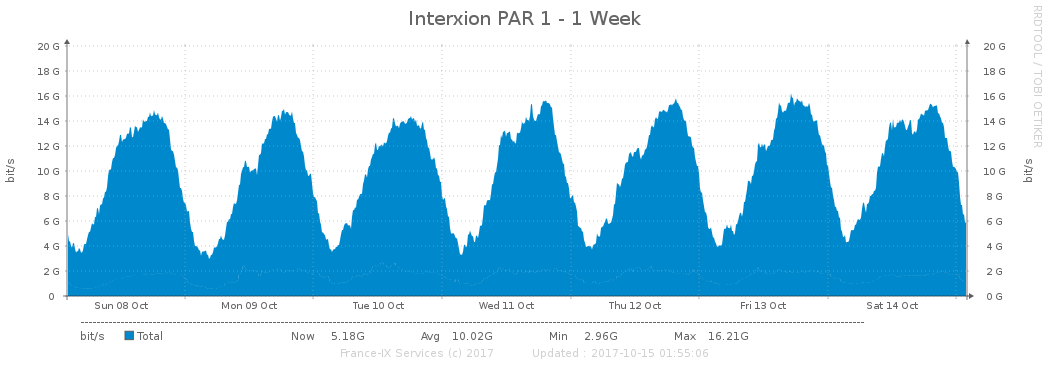 Interxion PAR 1 - 1 Week
RRDTOOL / TOBI OETIKER
20 G 20 G
18 G 18 G
16 G 16 G
14 G 14 G
12 G 12 G
10 G 10 G
8 G 8 G
6 G 6 G
4 G 4 G
2 G 2 G
0 0 G
bit/s
bit/s
Sun 08 Oct Mon 09 Oct Tue 10 Oct Wed 11 Oct Thu 12 Oct Fri 13 Oct Sat 14 Oct
bit/s Total Now 5.18G Avg 10.02G Min 2.96G Max 16.21G
France-IX Services (c) 2017 Updated : 2017-10-15 01:55:06